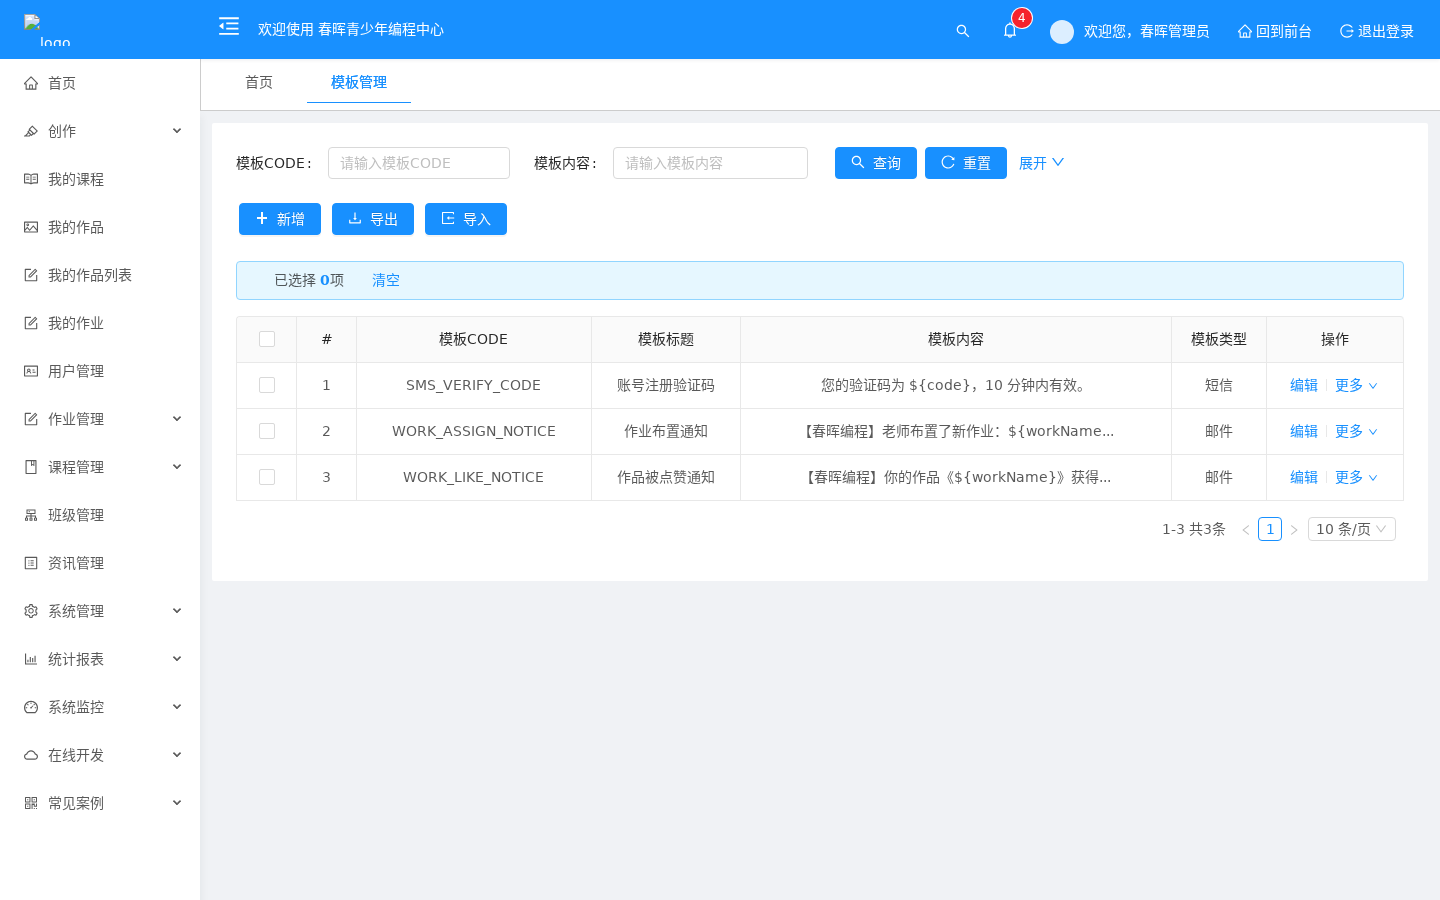 logo
欢迎使用 春晖青少年编程中心
4
欢迎您，春晖管理员
回到前台
退出登录
首页
创作
我的课程
我的作品
我的作品列表
我的作业
用户管理
作业管理
课程管理
班级管理
资讯管理
系统管理
统计报表
系统监控
在线开发
常见案例
首页 模板管理
模板CODE： 请输入模板CODE 模板内容： 请输入模板内容 查询 重置 展开
新增 导出 导入
已选择 0项 清空
# 模板CODE 模板标题 模板内容 模板类型 操作
1 SMS_VERIFY_CODE 账号注册验证码 您的验证码为 ${code}，10 分钟内有效。 短信 编辑 更多
2 WORK_ASSIGN_NOTICE 作业布置通知 【春晖编程】老师布置了新作业：${workName... 邮件 编辑 更多
3 WORK_LIKE_NOTICE 作品被点赞通知 【春晖编程】你的作品《${workName}》获得... 邮件 编辑 更多
1-3 共3条 1 10 条/页